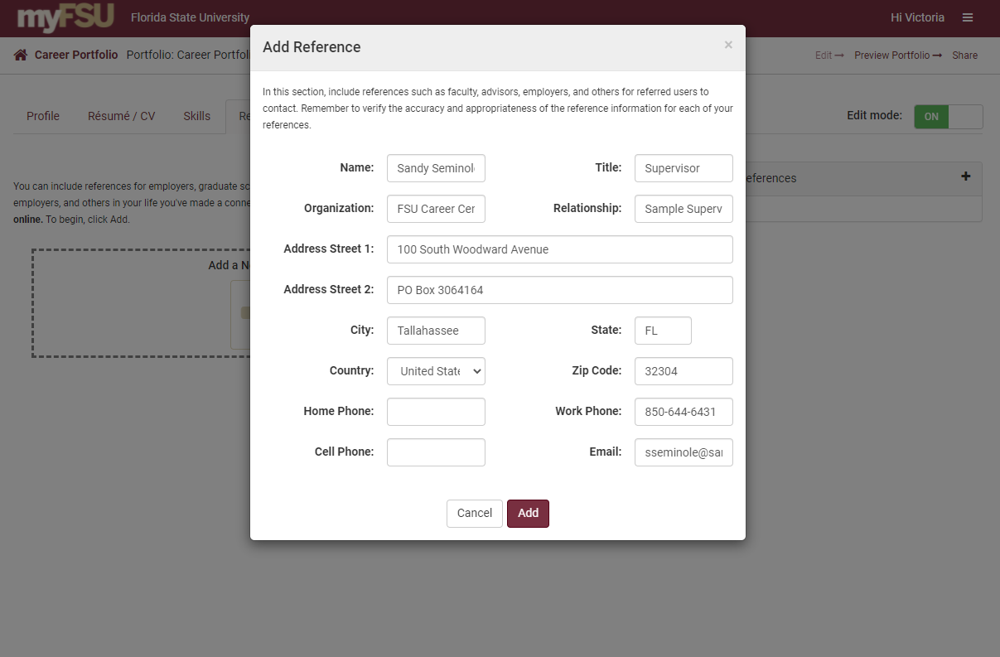 myFSU Florida State University Hi Victoria
Career Portfolio Portfolio: Career Portfoli Edit Preview Portfolio Share
Add Reference ×
In this section, include references such as faculty, advisors, employers, and others for referred users to
contact. Remember to verify the accuracy and appropriateness of the reference information for each of your
references.
Profile Résumé / CV Skills Re Edit mode: ON
Name: Sandy Seminol Title: Supervisor
You can include references for employers, graduate sc
employers, and others in your life you've made a conne
online. To begin, click Add.
eferences
Organization: FSU Career Cer Relationship: Sample Superv
Address Street 1: 100 South Woodward Avenue
Add a N
Address Street 2: PO Box 3064164
City: Tallahassee State: FL
Country: United State Zip Code: 32304
Home Phone: Work Phone: 850-644-6431
Cell Phone: Email: sseminole@sar
Cancel Add